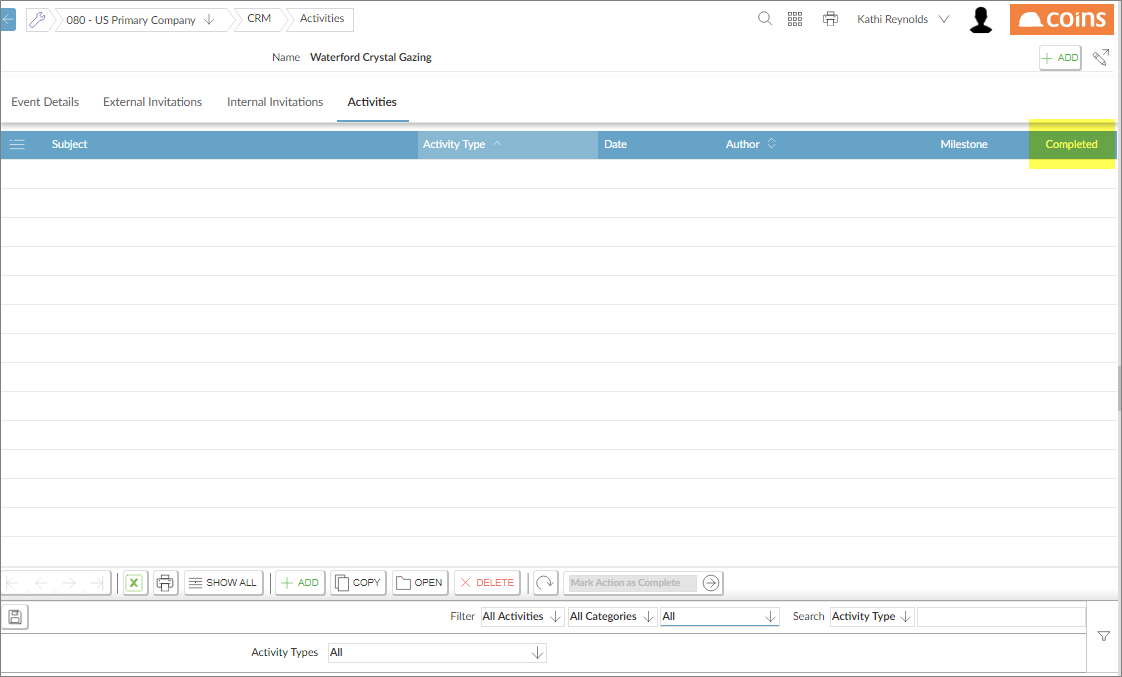 080 - US Primary Company CRM Activities Kathi Reynolds coins
Name Waterford Crystal Gazing ADD
Event Details External Invitations Internal Invitations Activities
Subject Activity Type Date Author Milestone Completed
SHOW ALL ADD COPY OPEN DELETE Mark Action as Complete
Filter All Activities All Categories All Search Activity Type
Activity Types All